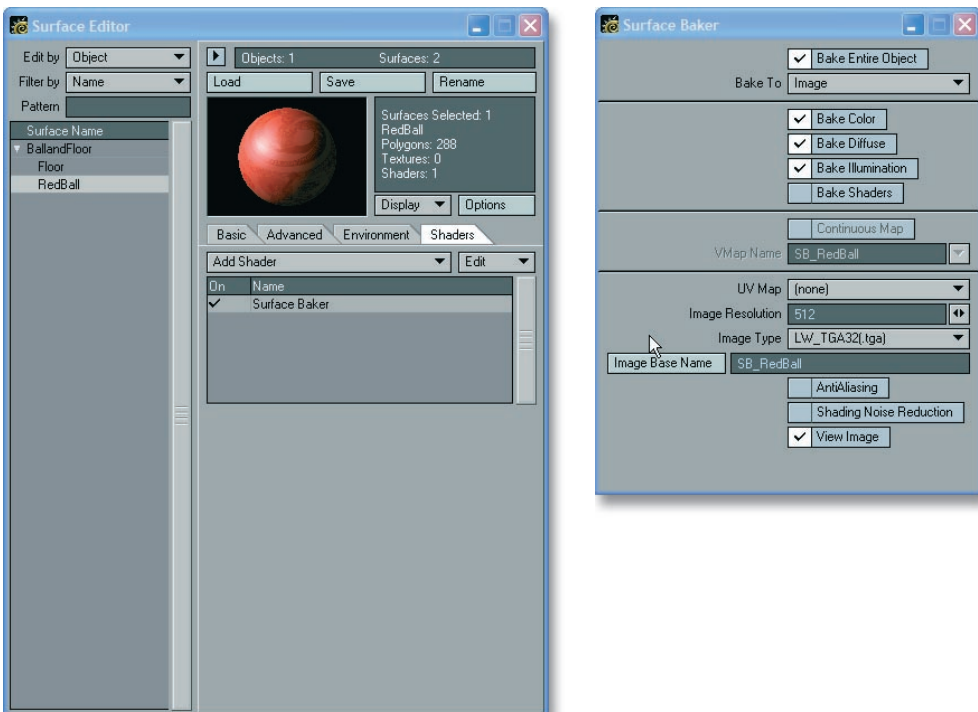 Surface Editor
Edit by Object
Filter by Name
Pattern
Surface Name
BallandFloor
Floor
RedBall
Objects: 1 Surfaces: 2
Load Save Rename
Surfaces Selected: 1
RedBall
Polygons: 288
Textures: 0
Shaders: 1
Display Options
Basic Advanced Environment Shaders
Add Shader Edit
On Name
Surface Baker
Surface Baker
Bake Entire Object
Bake To Image
Bake Color
Bake Diffuse
Bake Illumination
Bake Shaders
Continuous Map
VMap Name SB_RedBall
UV Map (none)
Image Resolution 512
Image Type LW_TGA32(.tga)
Image Base Name SB_RedBall
AntiAliasing
Shading Noise Reduction
View Image